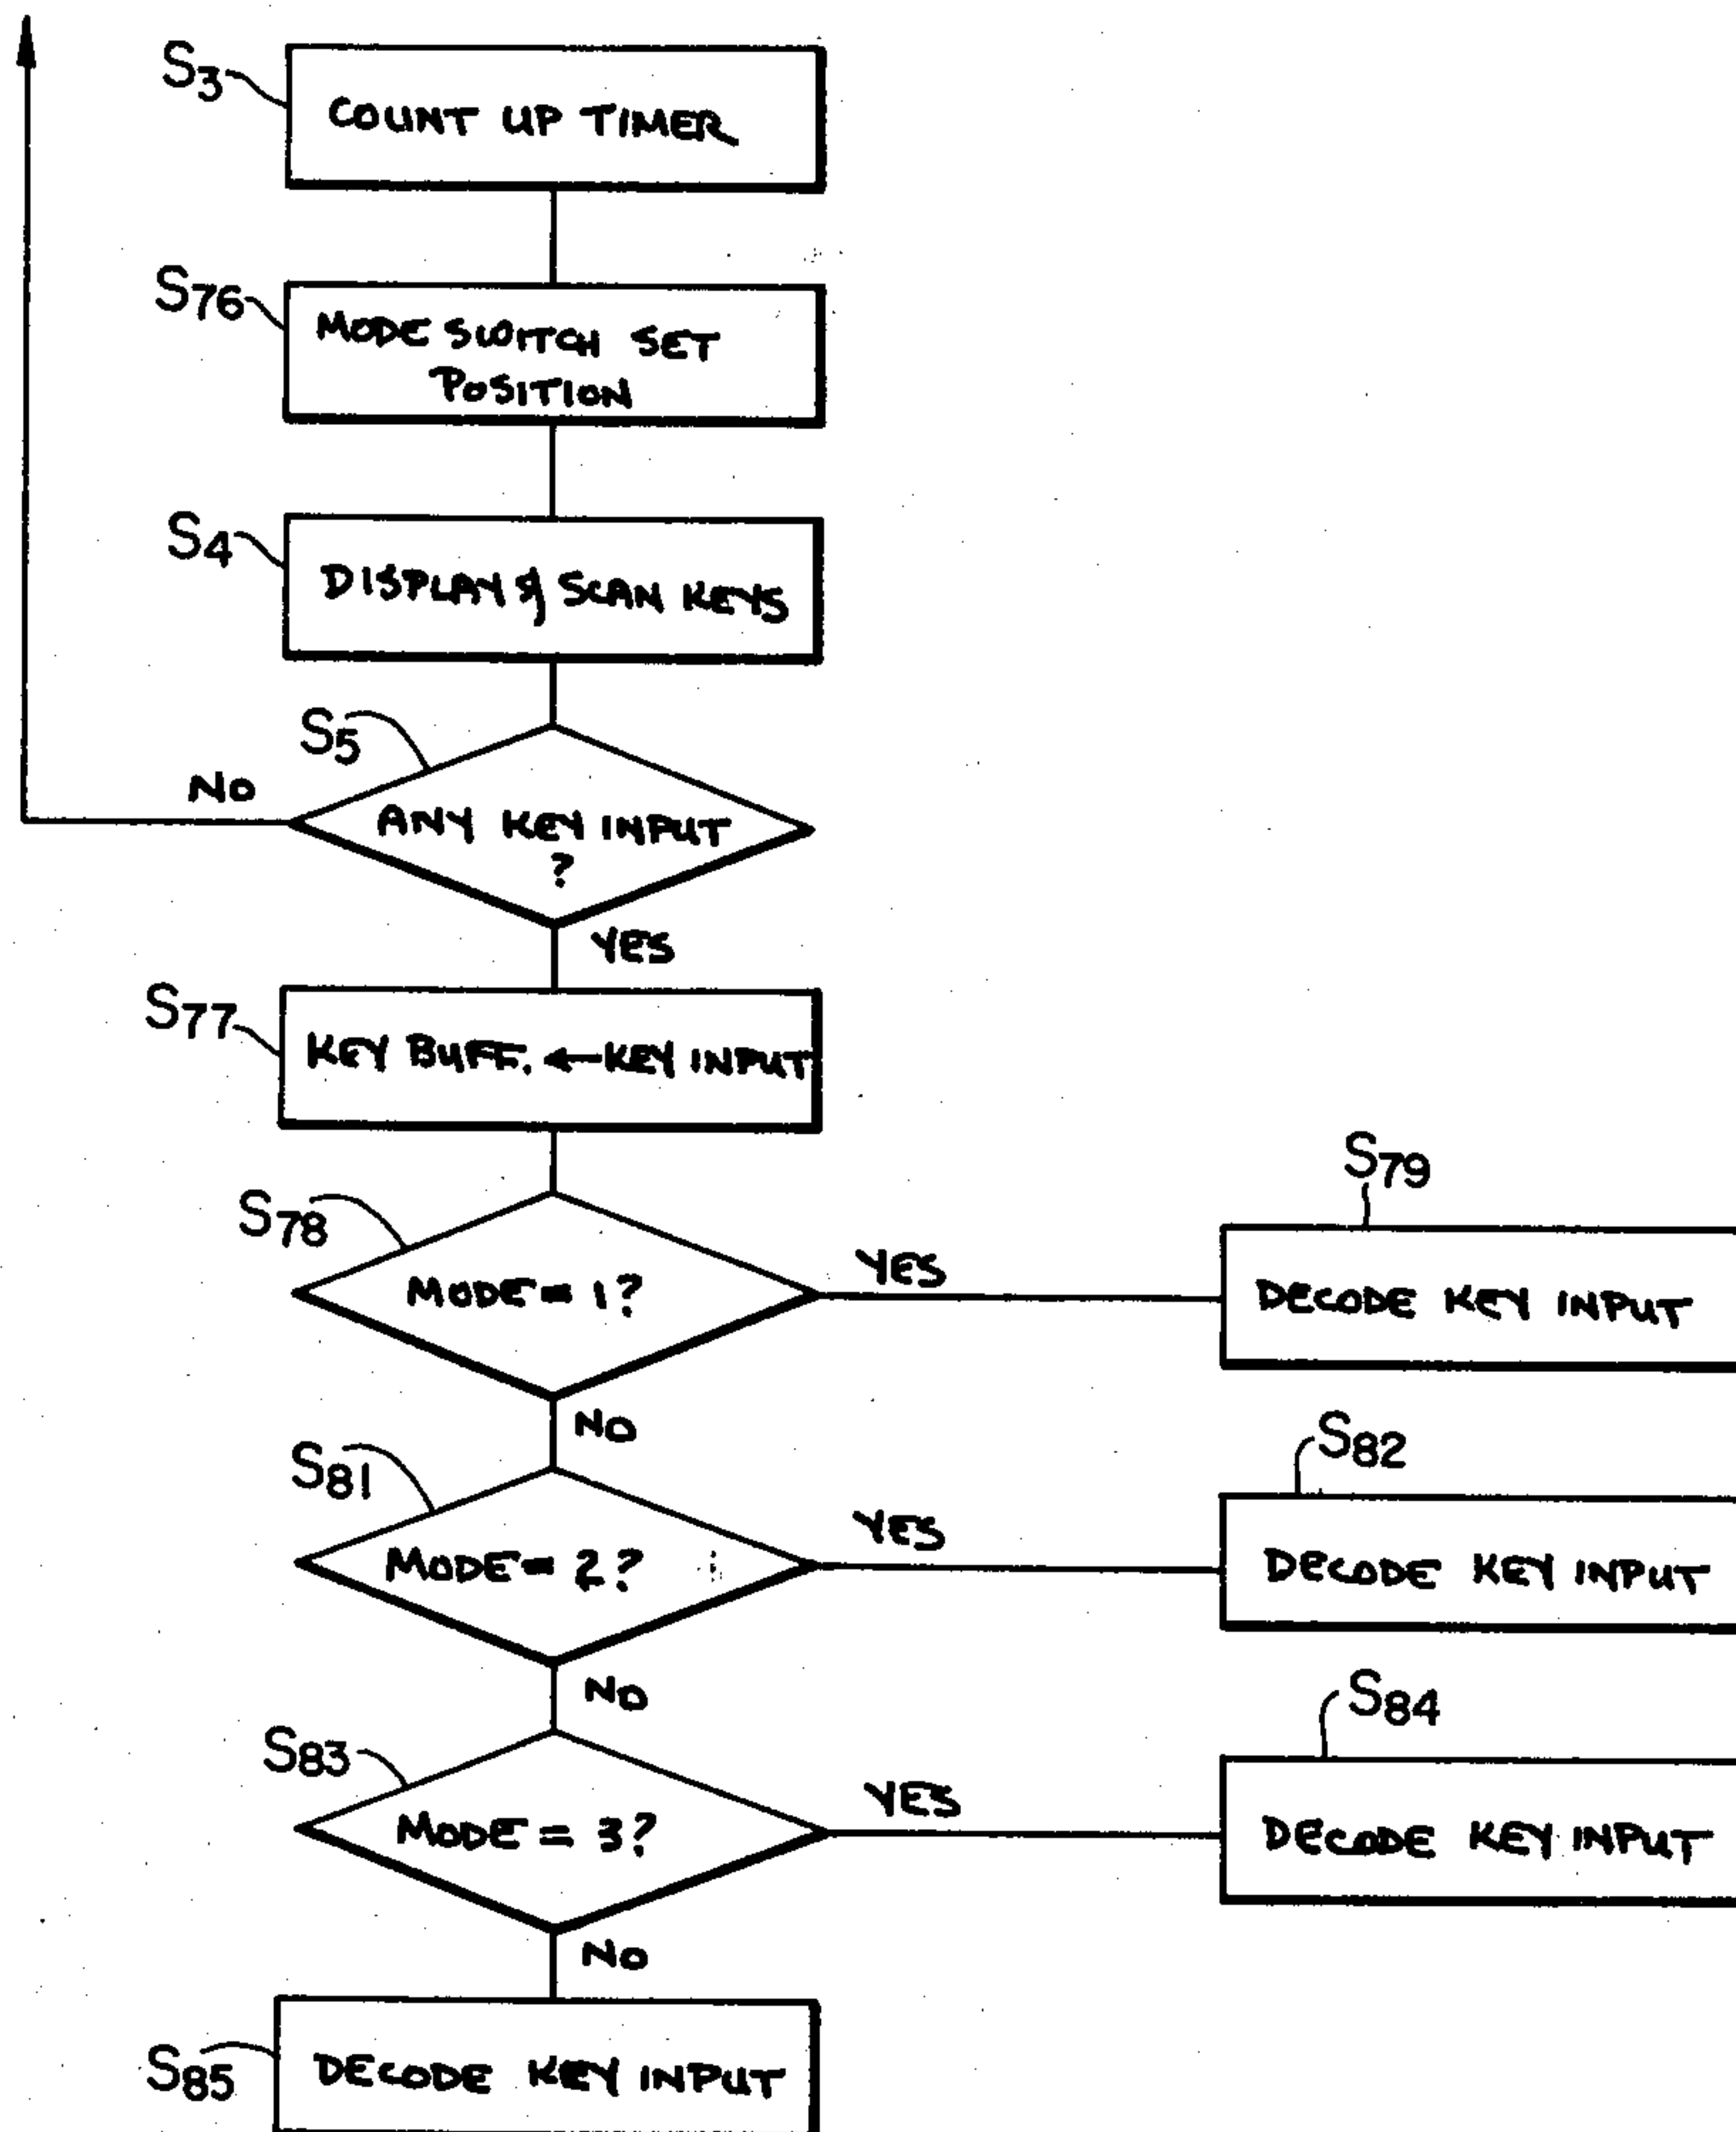 S3
COUNT UP TIMER
S76
MODE SWITCH SET
POSITION
S4
DISPLAY & SCAN KEYS
S5
NO
ANY KEY INPUT
?
YES
S77
KEY BUFF. ← KEY INPUT
S78
MODE = 1?
YES
S79
DECODE KEY INPUT
NO
S81
MODE = 2?
YES
S82
DECODE KEY INPUT
NO
S83
MODE = 3?
YES
S84
DECODE KEY INPUT
NO
S85
DECODE KEY INPUT